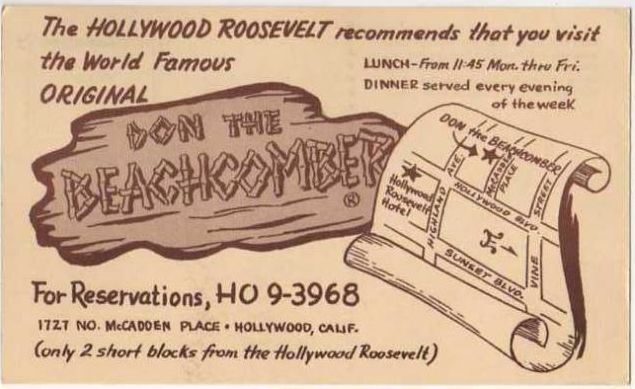 The HOLLYWOOD ROOSEVELT recommends that you visit
the World Famous
ORIGINAL
LUNCH-From 11:45 Mon. thru Fri.
DINNER served every evening
of the week
DON THE
BEACHCOMBER®
DON the BEACHCOMBER
Hollywood
Roosevelt
Hotel
HIGHLAND AVE.
McCADDEN
PLACE
HOLLYWOOD BLVD.
VINE STREET
SUNSET BLVD.
For Reservations, HO 9-3968
1727 NO. McCADDEN PLACE • HOLLYWOOD, CALIF.
(only 2 short blocks from the Hollywood Roosevelt)